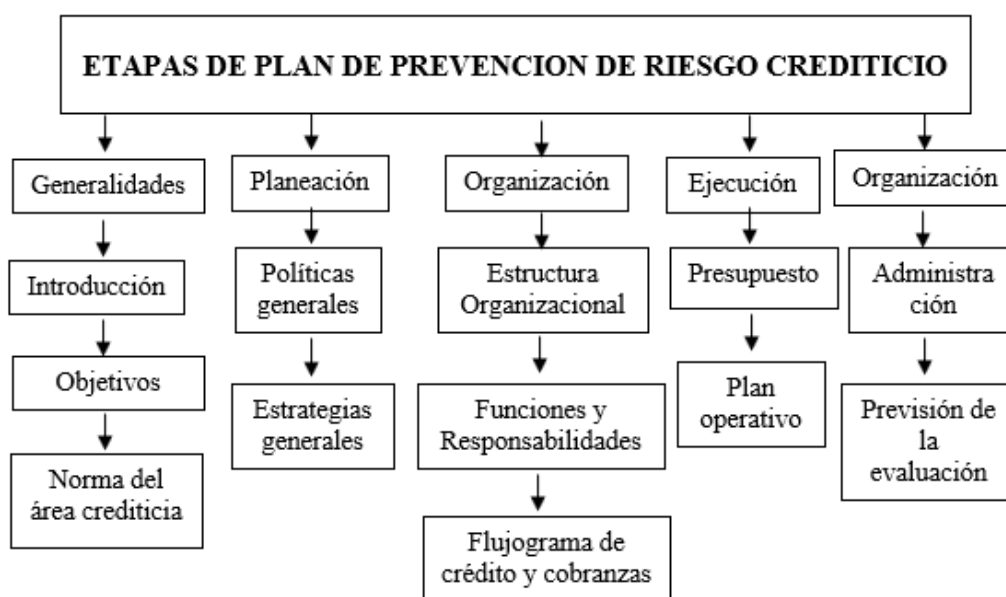 ETAPAS DE PLAN DE PREVENCION DE RIESGO CREDITICIO
Generalidades
Introducción
Objetivos
Norma del
área crediticia
Planeación
Políticas
generales
Estrategias
generales
Organización
Estructura
Organizacional
Funciones y
Responsabilidades
Flujograma de
crédito y cobranzas
Ejecución
Presupuesto
Plan
operativo
Organización
Administra
ción
Previsión de
la
evaluación